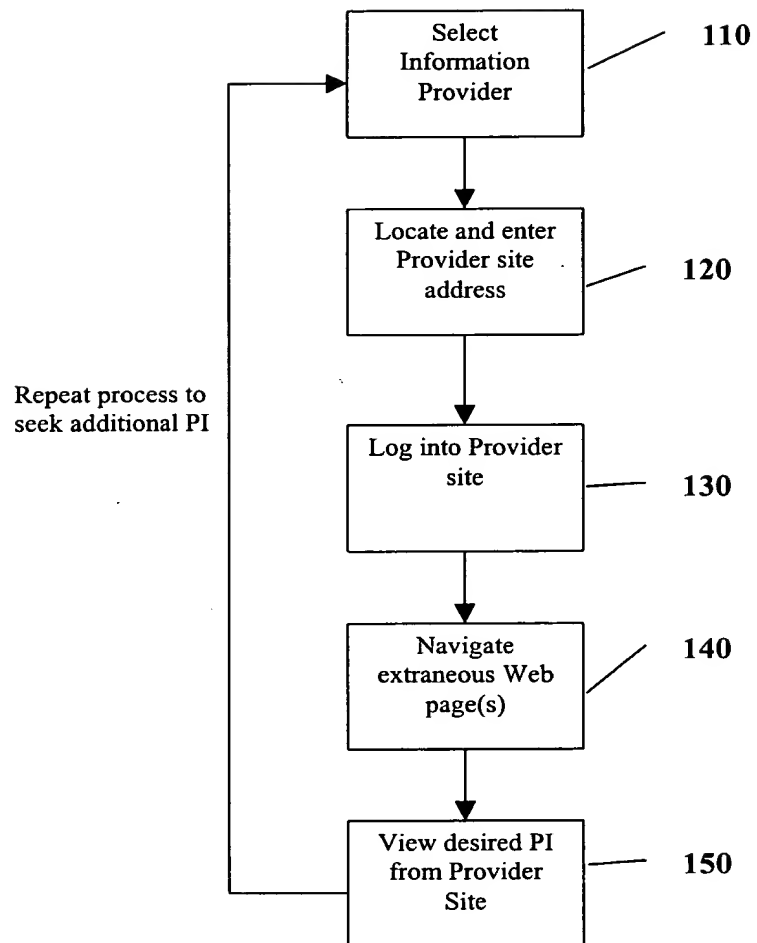 Select
Information
Provider
110
Locate and enter
Provider site
address
120
Repeat process to
seek additional PI
Log into Provider
site
130
Navigate
extraneous Web
page(s)
140
View desired PI
from Provider
Site
150